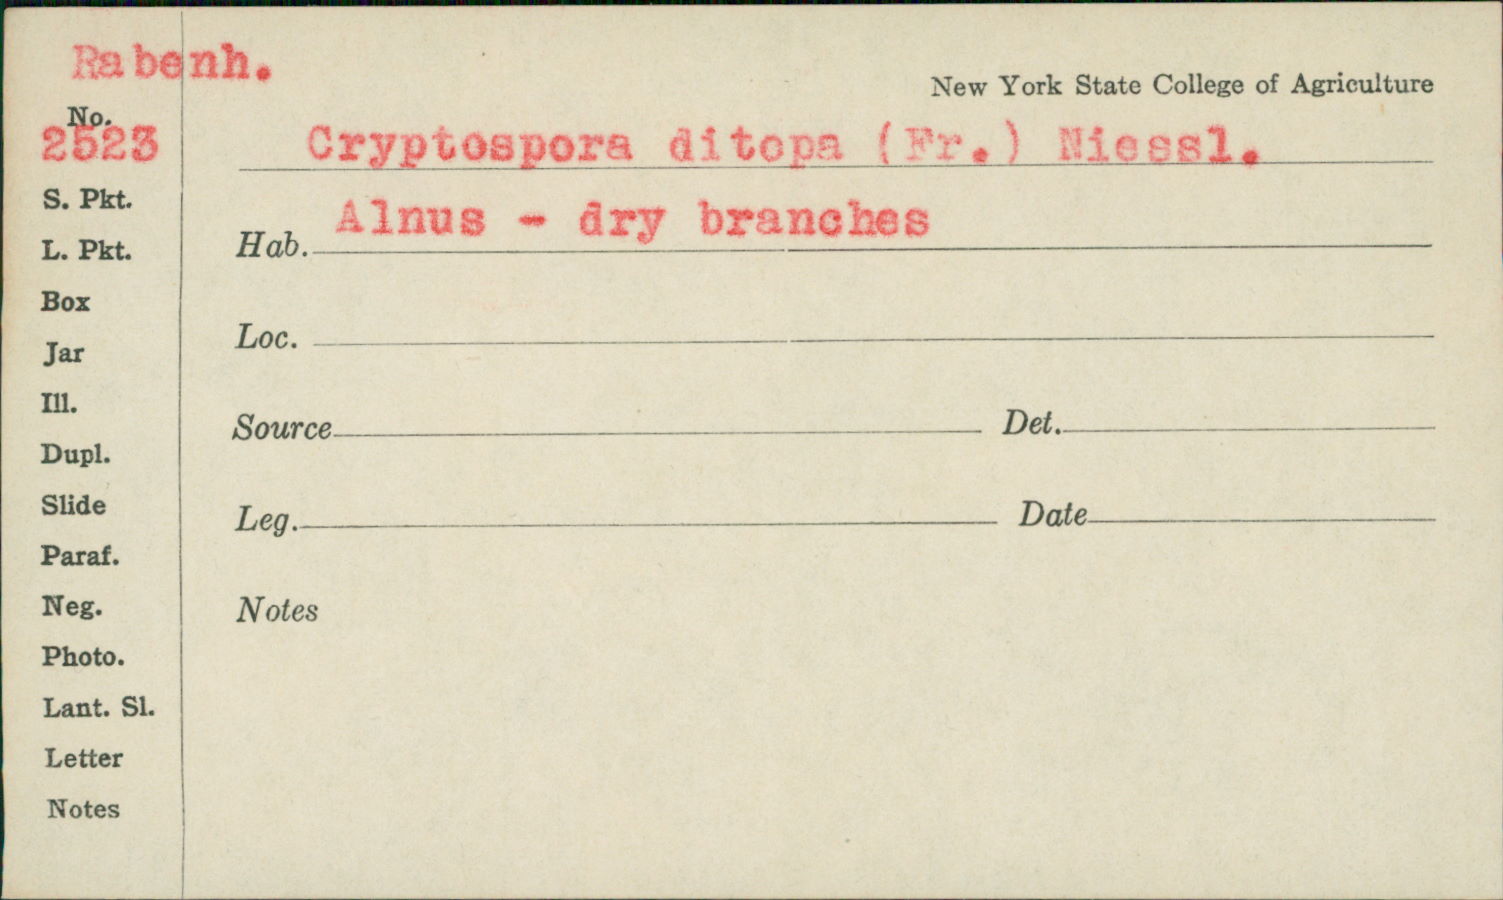 Rabenh.
New York State College of Agriculture
No.
2523
Cryptospora ditopa (Fr.) Niessl.
S. Pkt.
Hab. Alnus - dry branches
L. Pkt.
Box
Loc.
Jar
Ill.
Source Det.
Dupl.
Slide
Leg. Date
Paraf.
Neg.
Notes
Photo.
Lant. Sl.
Letter
Notes